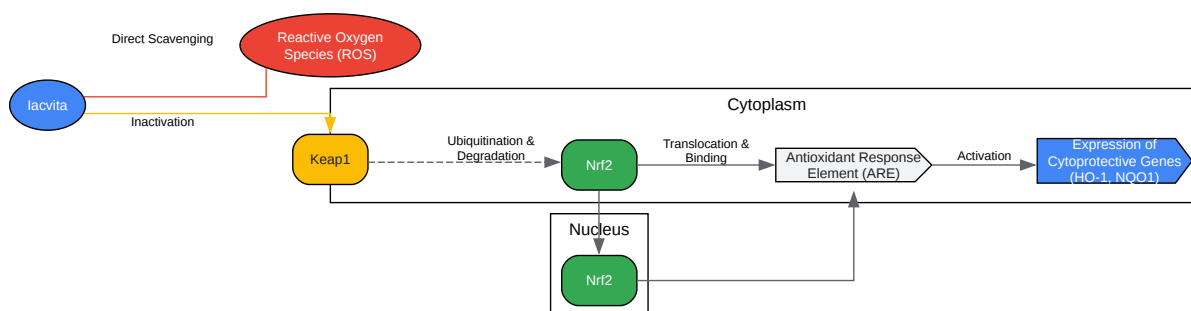 Direct Scavenging
Reactive Oxygen
Species (ROS)
Iacvita
Inactivation
Cytoplasm
Keap1
Ubiquitination &
Degradation
Nrf2
Translocation &
Binding
Antioxidant Response
Element (ARE)
Activation
Expression of
Cytoprotective Genes
(HO-1, NQO1)
Nucleus
Nrf2